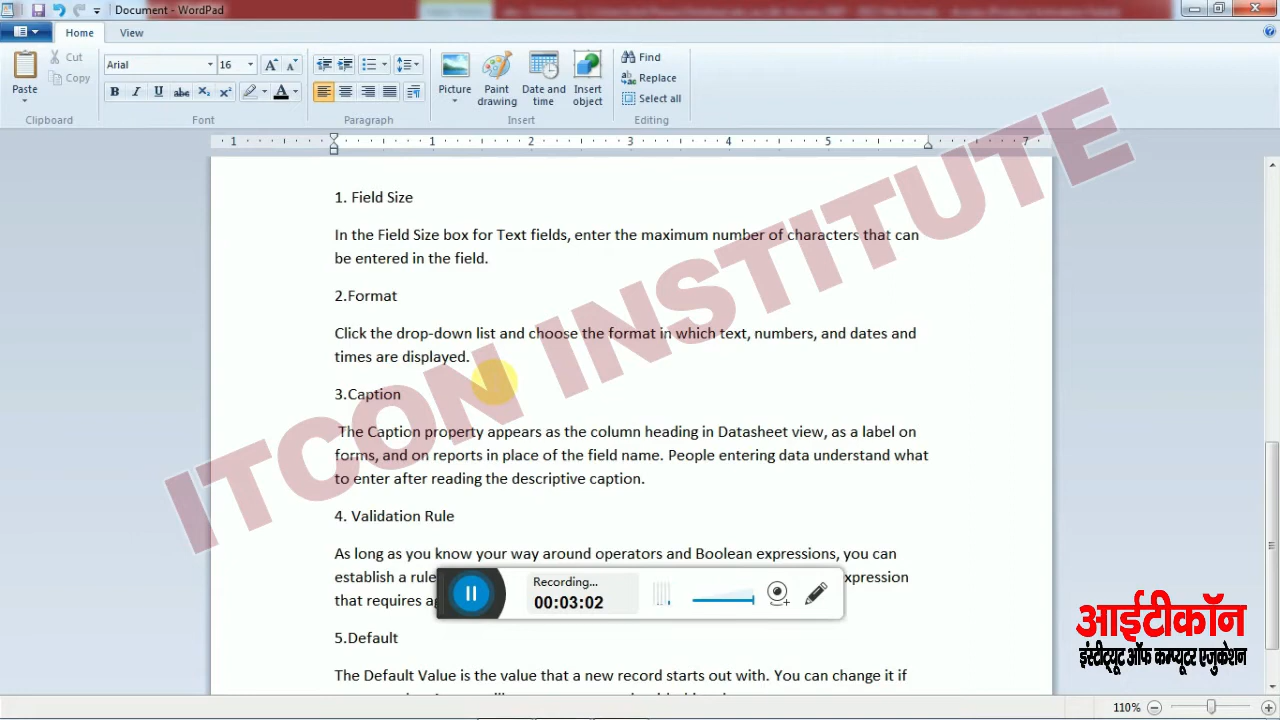 Document - WordPad
Home
View
Paste
Cut
Copy
Clipboard
Arial
16
Font
Paragraph
Picture
Paint drawing
Date and time
Insert object
Insert
Find
Replace
Select all
Editing
1 1 2 3 4 5 7
1. Field Size
In the Field Size box for Text fields, enter the maximum number of characters that can
be entered in the field.
2.Format
Click the drop-down list and choose the format in which text, numbers, and dates and
times are displayed.
3.Caption
The Caption property appears as the column heading in Datasheet view, as a label on
forms, and on reports in place of the field name. People entering data understand what
to enter after reading the descriptive caption.
4. Validation Rule
As long as you know your way around operators and Boolean expressions, you can
establish a rule expression
that requires
5.Default
The Default Value is the value that a new record starts out with. You can change it if
ITCON INSTITUTE
Recording...
00:03:02
आईटीकॉन
इंस्टीट्यूट ऑफ कम्प्यूटर एजुकेशन
110%